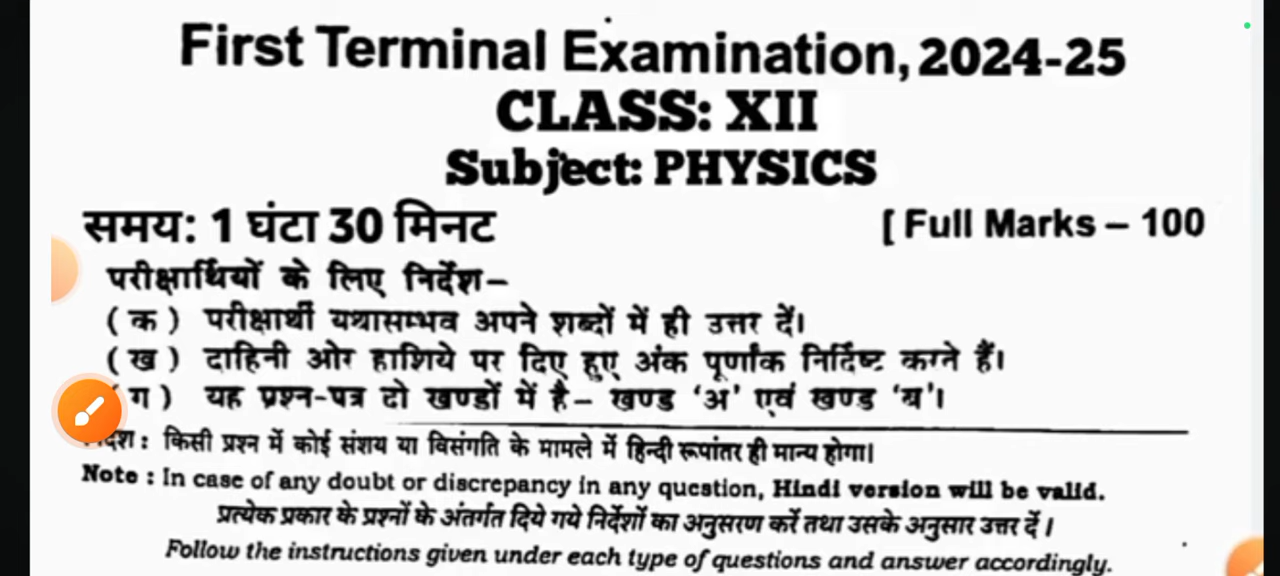 First Terminal Examination, 2024-25
CLASS: XII
Subject: PHYSICS
समय: 1 घंटा 30 मिनट [ Full Marks – 100
परीक्षार्थियों के लिए निर्देश–
( क ) परीक्षार्थी यथासम्भव अपने शब्दों में ही उत्तर दें।
( ख ) दाहिनी ओर हाशिये पर दिए हुए अंक पूर्णांक निर्दिष्ट करते हैं।
ग ) यह प्रश्न-पत्र दो खण्डों में है– खण्ड ‘अ’ एवं खण्ड ‘ब’।
किसी प्रश्न में कोई संशय या विसंगति के मामले में हिन्दी रूपांतर ही मान्य होगा।
Note : In case of any doubt or discrepancy in any question, Hindi version will be valid.
प्रत्येक प्रकार के प्रश्नों के अंतर्गत दिये गये निर्देशों का अनुसरण करें तथा उसके अनुसार उत्तर दें ।
Follow the instructions given under each type of questions and answer accordingly.